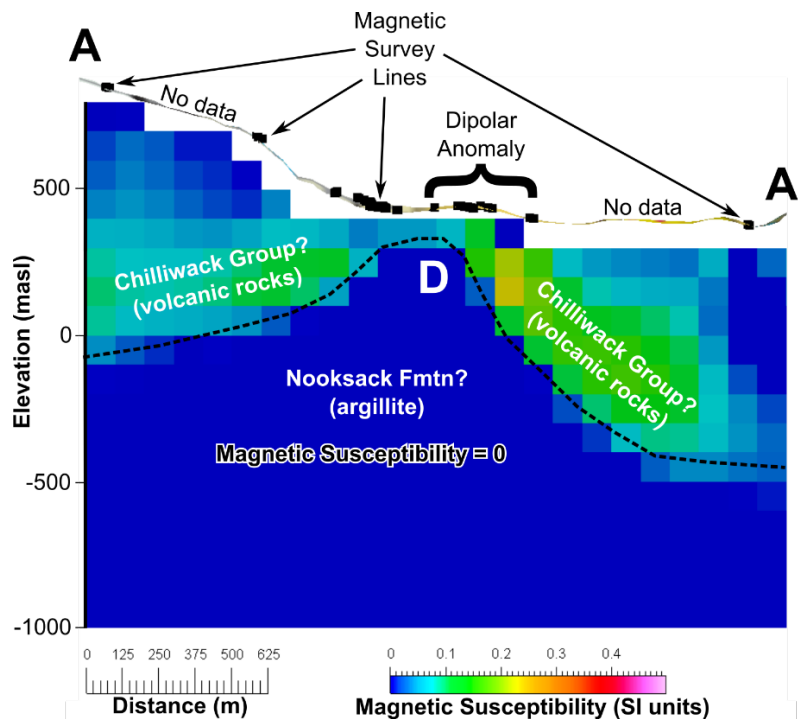 Magnetic
Survey
Lines
A
A
No data
Dipolar
Anomaly
No data
500
0
-500
-1000
Elevation (masl)
Chilliwack Group?
(volcanic rocks)
D
Chilliwack Group?
(volcanic rocks)
Nooksack Fmtn?
(argillite)
Magnetic Susceptibility = 0
0 125 250 375 500 625
Distance (m)
0 0.1 0.2 0.3 0.4
Magnetic Susceptibility (SI units)